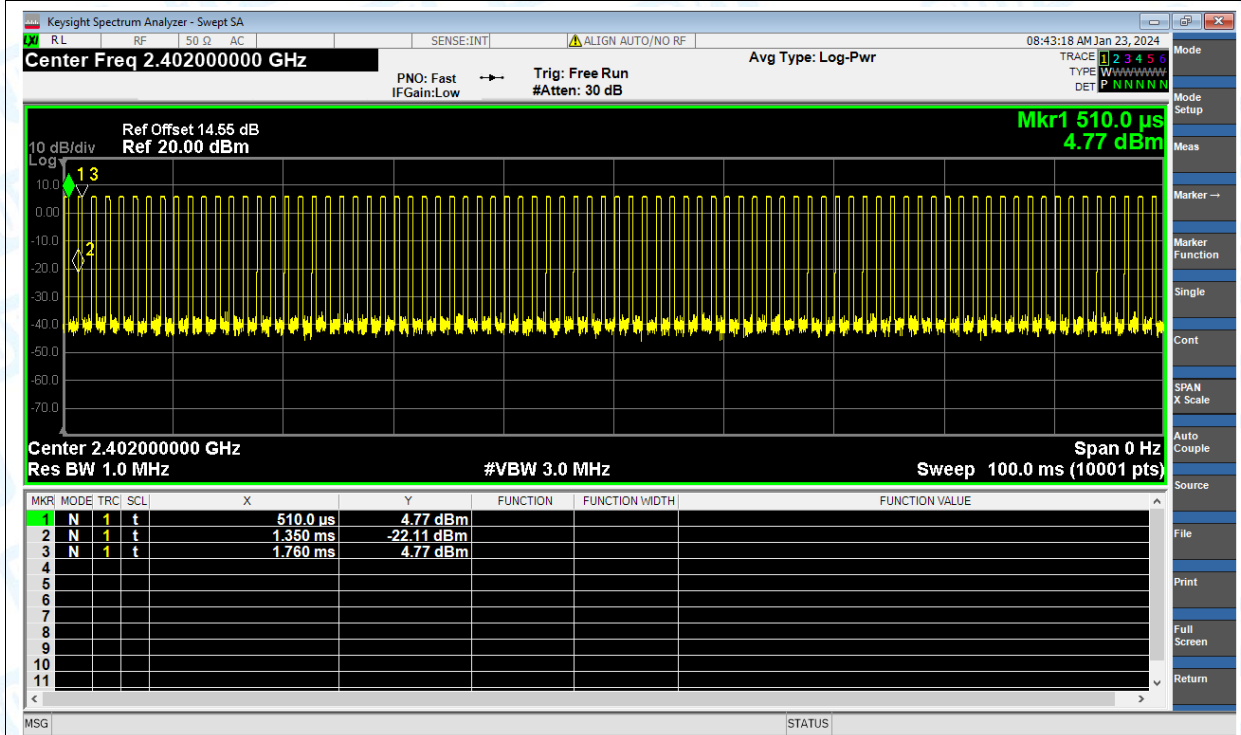 Keysight Spectrum Analyzer - Swept SA
LXI RL RF 50 Ω AC SENSE:INT ALIGN AUTO/NO RF 08:43:18 AM Jan 23, 2024
Center Freq 2.402000000 GHz
PNO: Fast
IFGain:Low
Trig: Free Run
#Atten: 30 dB
Avg Type: Log-Pwr
TRACE 1 2 3 4 5 6
TYPE WWWWWW
DET P N N N N N
Ref Offset 14.55 dB
10 dB/div Ref 20.00 dBm
Log
Mkr1 510.0 µs
4.77 dBm
1 3
2
10.0
0.00
-10.0
-20.0
-30.0
-40.0
-50.0
-60.0
-70.0
Center 2.402000000 GHz Span 0 Hz
Res BW 1.0 MHz #VBW 3.0 MHz Sweep 100.0 ms (10001 pts)
MKR MODE TRC SCL X Y FUNCTION FUNCTION WIDTH FUNCTION VALUE
1 N 1 t 510.0 µs 4.77 dBm
2 N 1 t 1.350 ms -22.11 dBm
3 N 1 t 1.760 ms 4.77 dBm
4
5
6
7
8
9
10
11
MSG STATUS
Mode
Mode
Setup
Meas
Marker →
Marker
Function
Single
Cont
SPAN
X Scale
Auto
Couple
Source
File
Print
Full
Screen
Return